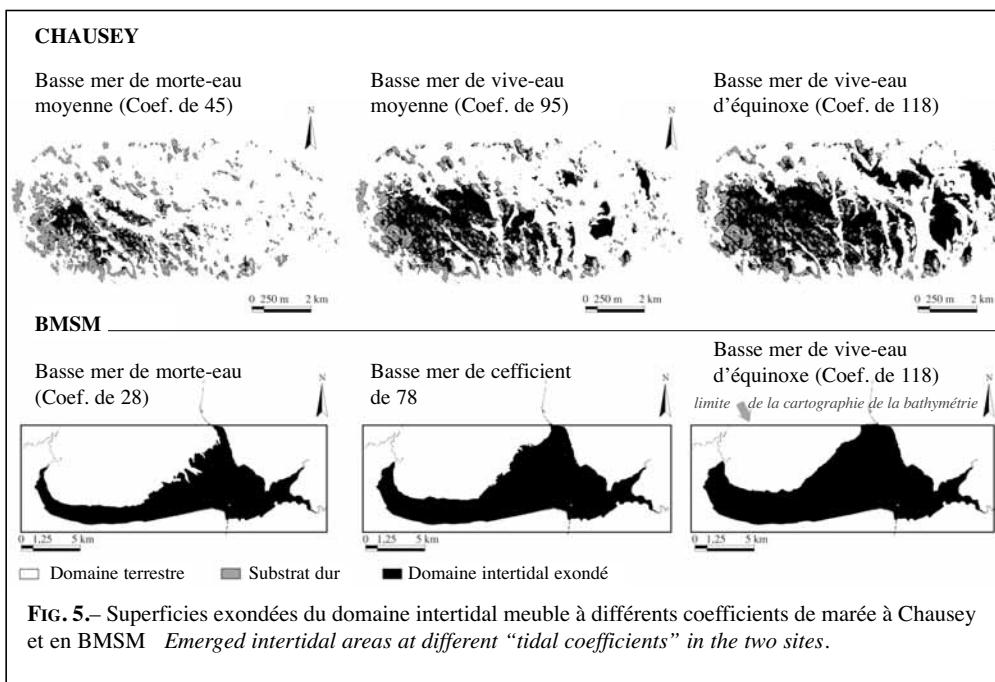 CHAUSEY
Basse mer de morte-eau
moyenne (Coef. de 45)
Basse mer de vive-eau
moyenne (Coef. de 95)
Basse mer de vive-eau
d'équinoxe (Coef. de 118)
N
N
N
0 250 m 2 km
0 250 m 2 km
0 250 m 2 km
BMSM
Basse mer de morte-eau
(Coef. de 28)
Basse mer de cefficient
de 78
Basse mer de vive-eau
d'équinoxe (Coef. de 118)
limite de la cartographie de la bathymétrie
N
N
N
0 1,25 5 km
0 1,25 5 km
0 1,25 5 km
Domaine terrestre Substrat dur Domaine intertidal exondé
FIG. 5.– Superficies exondées du domaine intertidal meuble à différents coefficients de marée à Chausey
et en BMSM Emerged intertidal areas at different “tidal coefficients” in the two sites.